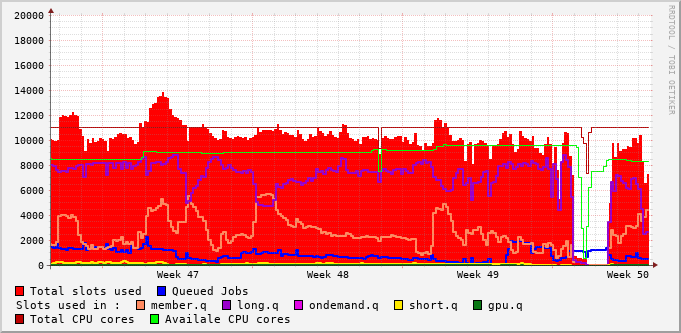 20000
18000
16000
14000
12000
10000
8000
6000
4000
2000
0
Week 47 Week 48 Week 49 Week 50
RRDTOOL / TOBI OETIKER
Total slots used Queued Jobs
Slots used in : member.q long.q ondemand.q short.q gpu.q
Total CPU cores Availale CPU cores